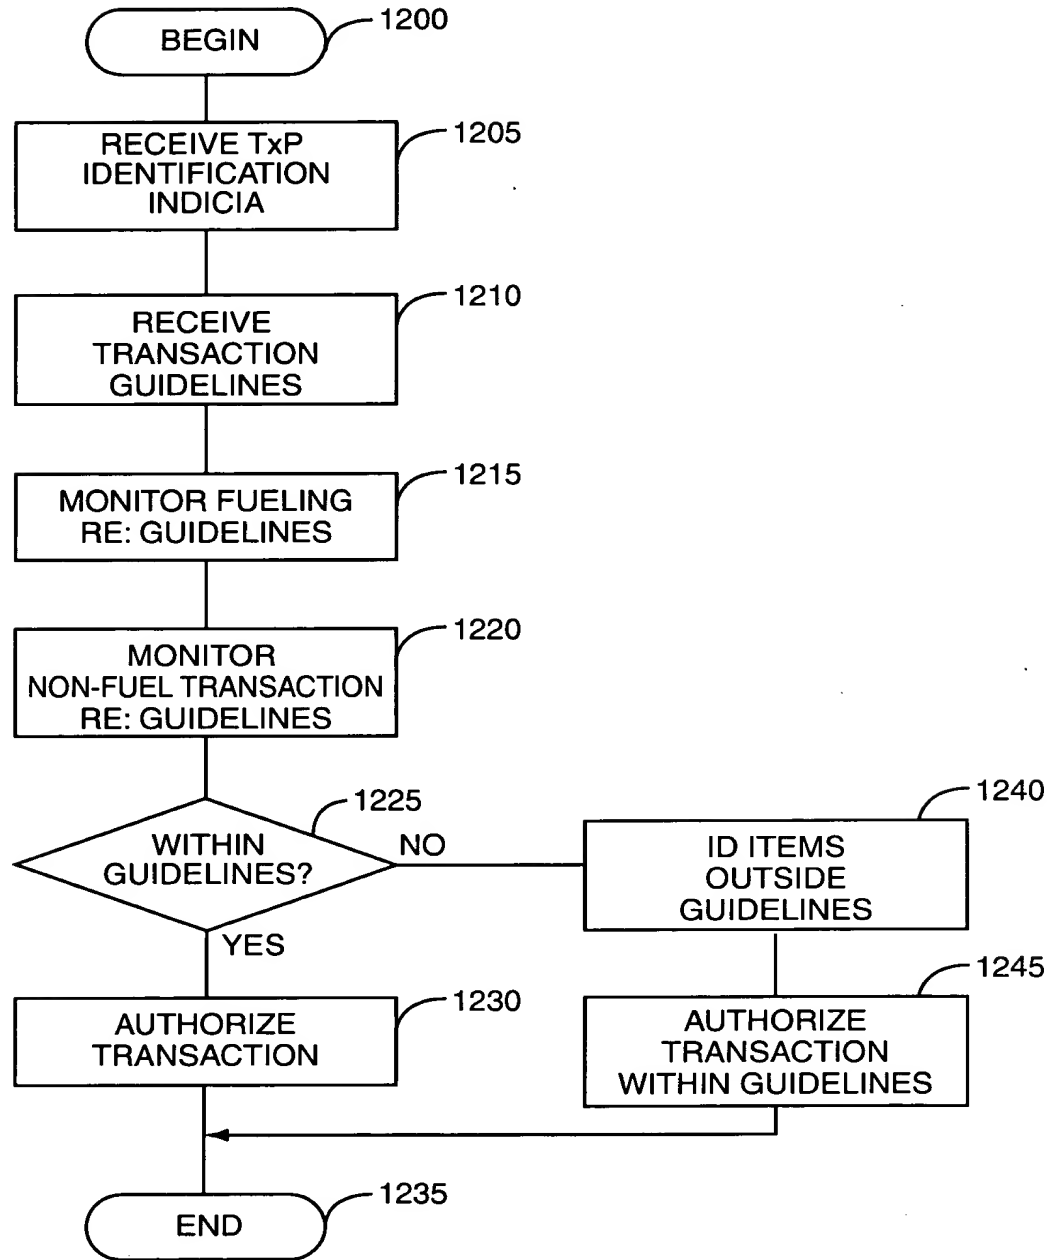 BEGIN
1200
RECEIVE TxP
IDENTIFICATION
INDICIA
1205
RECEIVE
TRANSACTION
GUIDELINES
1210
MONITOR FUELING
RE: GUIDELINES
1215
MONITOR
NON-FUEL TRANSACTION
RE: GUIDELINES
1220
WITHIN
GUIDELINES?
1225
NO
YES
ID ITEMS
OUTSIDE
GUIDELINES
1240
AUTHORIZE
TRANSACTION
1230
AUTHORIZE
TRANSACTION
WITHIN GUIDELINES
1245
END
1235